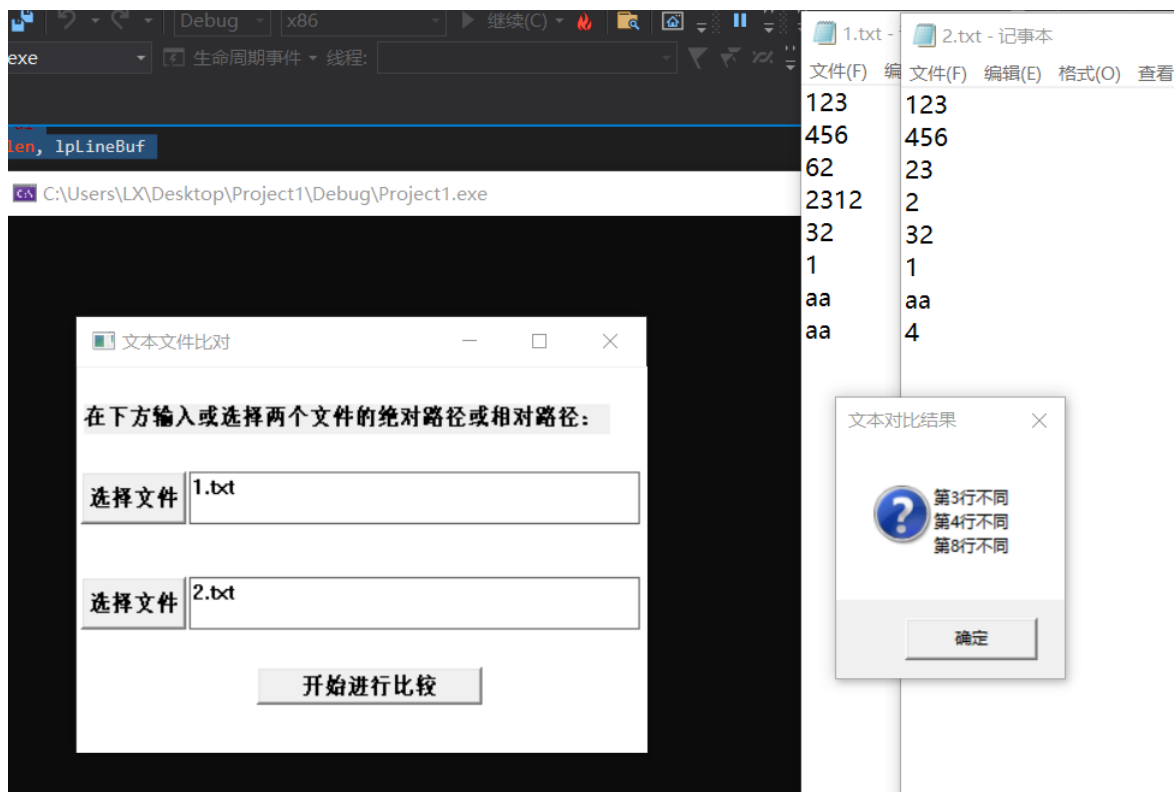 Debug
x86
继续(C)
exe
生命周期事件
线程:
len, lpLineBuf
C:\Users\LX\Desktop\Project1\Debug\Project1.exe
文本文件比对
在下方输入或选择两个文件的绝对路径或相对路径：
选择文件
1.txt
选择文件
2.txt
开始进行比较
1.txt -
文件(F) 编
123
456
62
2312
32
1
aa
aa
2.txt - 记事本
文件(F) 编辑(E) 格式(O) 查看
123
456
23
2
32
1
aa
4
文本对比结果
第3行不同
第4行不同
第8行不同
确定